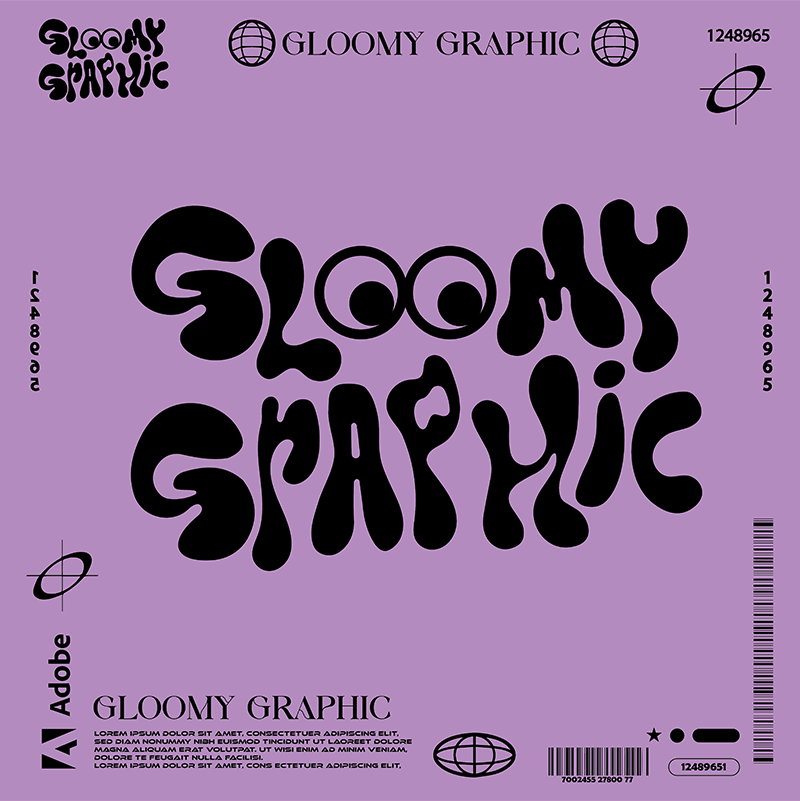 GLOOMY
GRAPHIC
GLOOMY GRAPHIC
1248965
GLOOMY
GRAPHIC
1248965
1248965
Adobe
GLOOMY GRAPHIC
LOREM IPSUM DOLOR SIT AMET, CONSECTETUER ADIPISCING ELIT,
SED DIAM NONUMMY NIBH EUISMOD TINCIDUNT UT LAOREET DOLORE
MAGNA ALIQUAM ERAT VOLUTPAT. UT WISI ENIM AD MINIM VENIAM,
DOLORE TE FEUGAIT NULLA FACILISI.
LOREM IPSUM DOLOR SIT AMET, CONS ECTETUER ADIPISCING ELIT,
7002455 27800 77
12489651